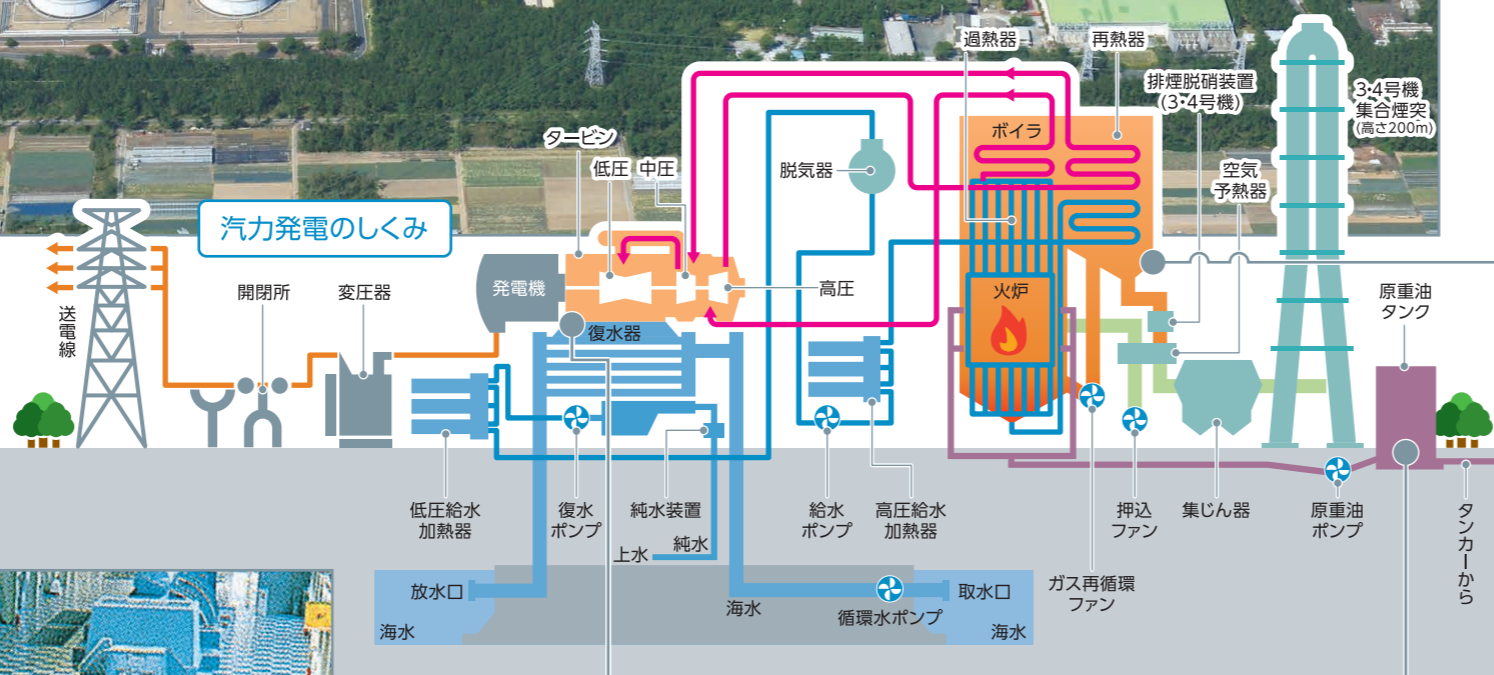 過熱器
再熱器
排煙脱硝装置
(3・4号機)
3・4号機
集合煙突
(高さ200m)
ボイラ
タービン
低圧
中圧
脱気器
空気
予熱器
汽力発電のしくみ
発電機
高圧
火炉
送電線
開閉所
変圧器
復水器
原重油
タンク
低圧給水
加熱器
復水
ポンプ
純水装置
給水
ポンプ
高圧給水
加熱器
押込
ファン
集じん器
原重油
ポンプ
タンカーから
上水
純水
ガス再循環
ファン
放水口
海水
海水
循環水ポンプ
取水口
海水